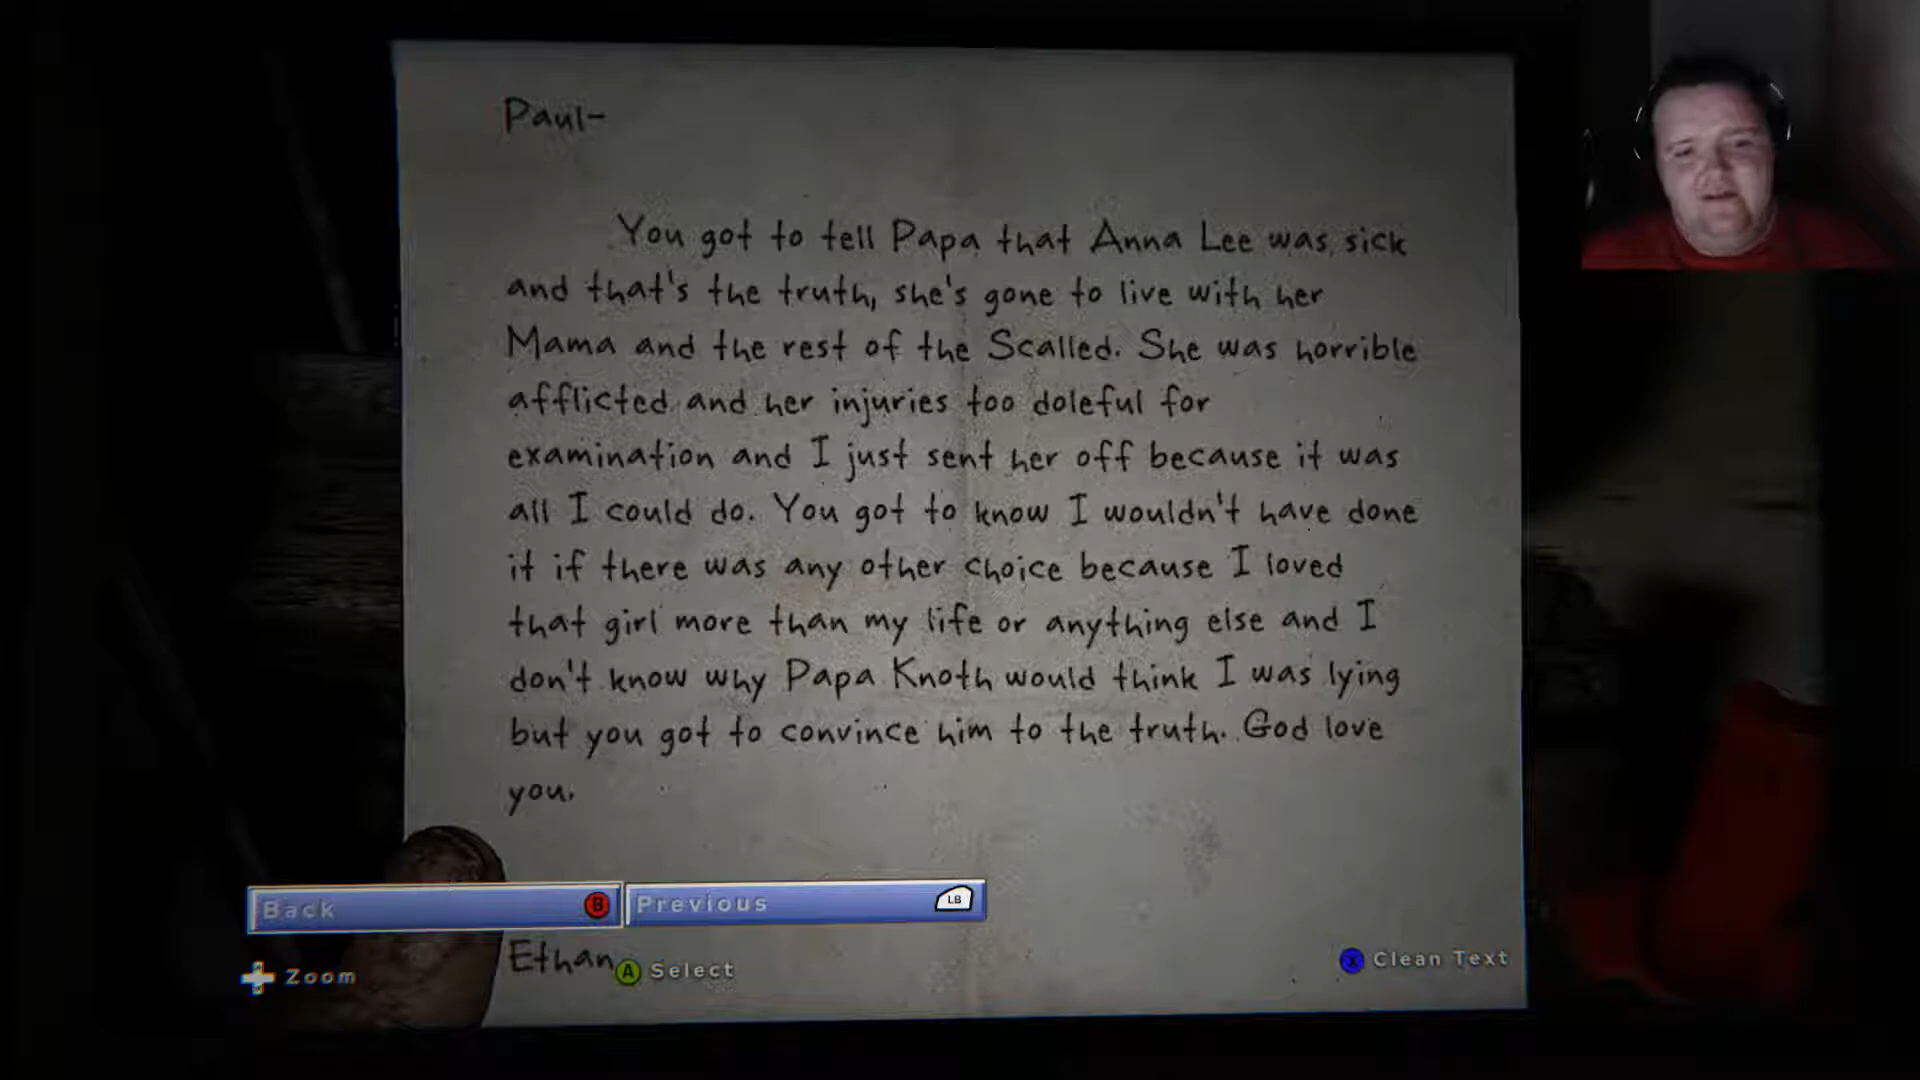 Paul-
You got to tell Papa that Anna Lee was sick
and that's the truth, she's gone to live with her
Mama and the rest of the Scalled. She was horrible
afflicted and her injuries too doleful for
examination and I just sent her off because it was
all I could do. You got to know I wouldn't have done
it if there was any other choice because I loved
that girl more than my life or anything else and I
don't know why Papa Knoth would think I was lying
but you got to convince him to the truth. God love
you.
Back B Previous LB
Ethan
Zoom A Select X Clean Text